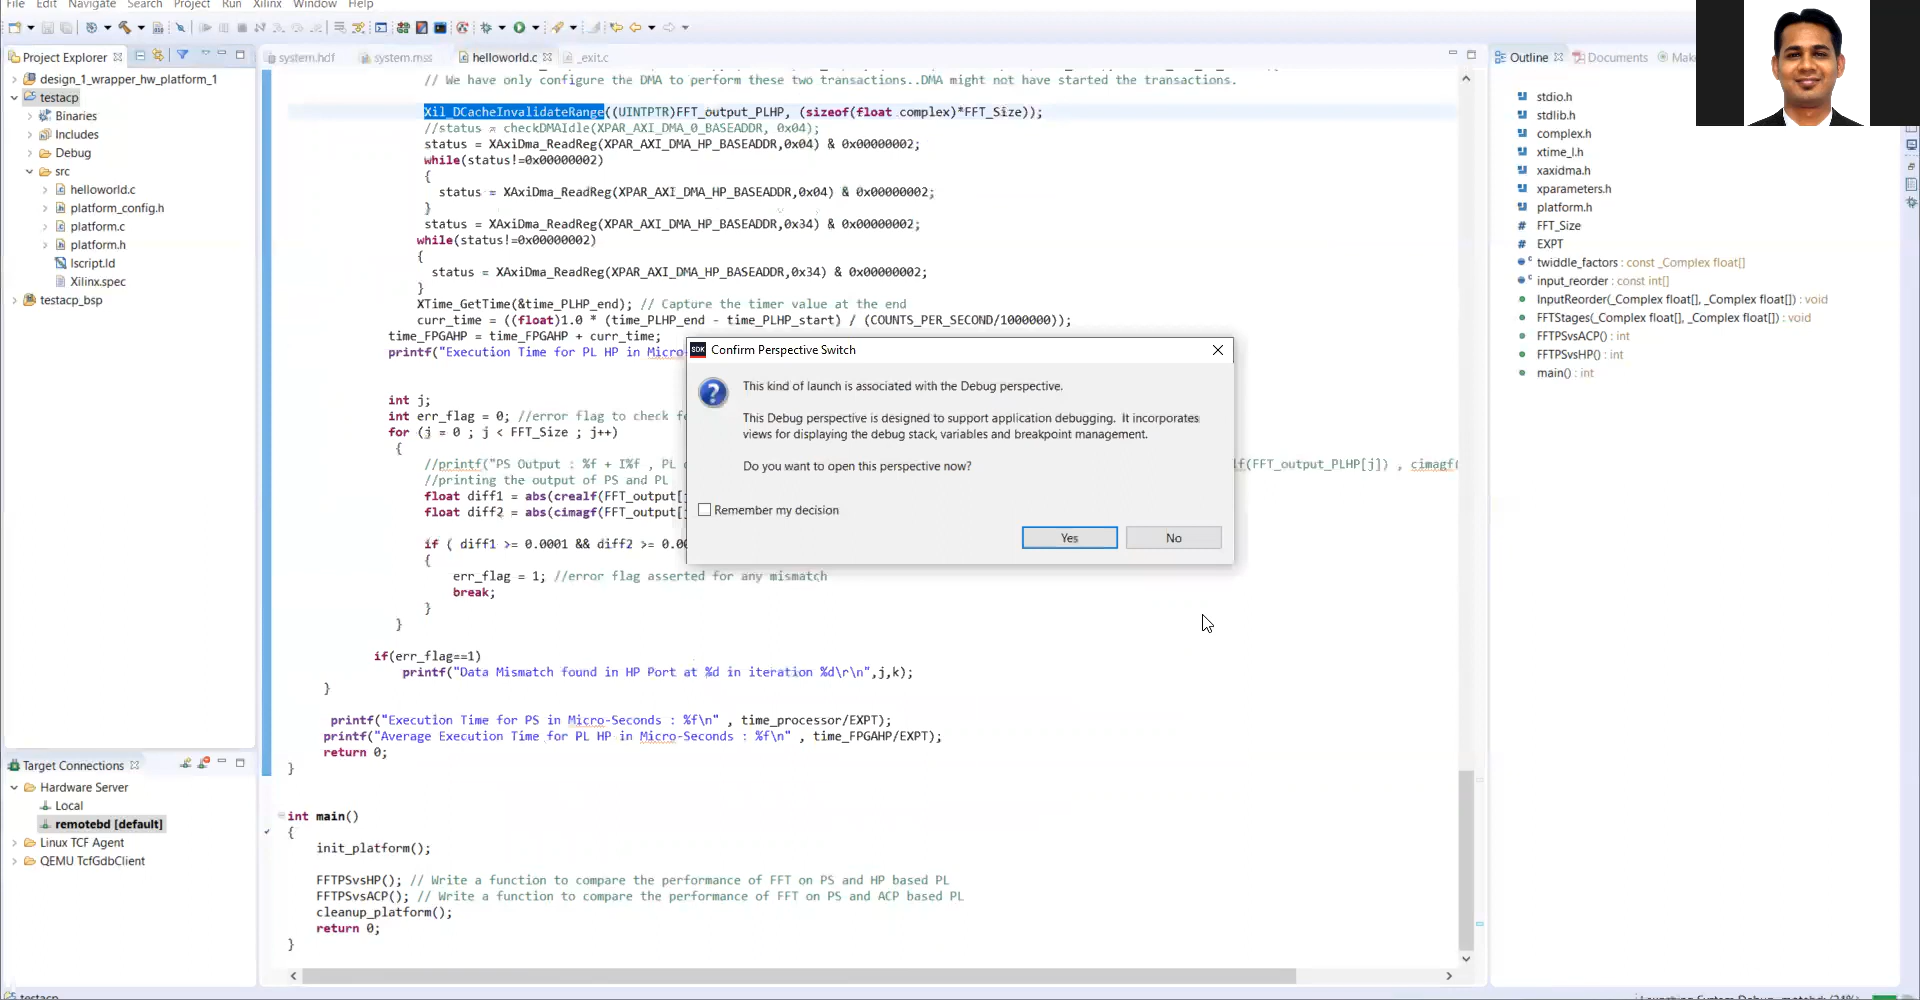 File Edit Navigate Search Project Run Xilinx Window Help
Project Explorer
design_1_wrapper_hw_platform_1
testacp
Binaries
Includes
Debug
src
helloworld.c
platform_config.h
platform.c
platform.h
lscript.ld
Xilinx.spec
testacp_bsp
Target Connections
Hardware Server
Local
remotebd [default]
Linux TCF Agent
QEMU TcfGdbClient
system.hdf system.mss helloworld.c _exit.c
// We have only configure the DMA to perform these two transactions..DMA might not have started the transactions.
Xil_DCacheInvalidateRange((UINTPTR)FFT_output_PLHP, (sizeof(float complex)*FFT_Size));
//status = checkDMAIdle(XPAR_AXI_DMA_0_BASEADDR, 0x04);
status = XAxiDma_ReadReg(XPAR_AXI_DMA_HP_BASEADDR,0x04) & 0x00000002;
while(status!=0x00000002)
{
status = XAxiDma_ReadReg(XPAR_AXI_DMA_HP_BASEADDR,0x04) & 0x00000002;
}
status = XAxiDma_ReadReg(XPAR_AXI_DMA_HP_BASEADDR,0x34) & 0x00000002;
while(status!=0x00000002)
{
status = XAxiDma_ReadReg(XPAR_AXI_DMA_HP_BASEADDR,0x34) & 0x00000002;
}
XTime_GetTime(&time_PLHP_end); // Capture the timer value at the end
curr_time = ((float)1.0 * (time_PLHP_end - time_PLHP_start) / (COUNTS_PER_SECOND/1000000));
time_FPGAHP = time_FPGAHP + curr_time;
printf("Execution Time for PL HP in Micro-
int j;
int err_flag = 0; //error flag to check f
for (j = 0 ; j < FFT_Size ; j++)
{
//printf("PS Output : %f + I%f , PL lf(FFT_output_PLHP[j]) , cimagf(
//printing the output of PS and PL
float diff1 = abs(crealf(FFT_output[j
float diff2 = abs(cimagf(FFT_output[j
if ( diff1 >= 0.0001 && diff2 >= 0.00
{
err_flag = 1; //error flag asserted for any mismatch
break;
}
}
if(err_flag==1)
printf("Data Mismatch found in HP Port at %d in iteration %d\r\n",j,k);
}
printf("Execution Time for PS in Micro-Seconds : %f\n" , time_processor/EXPT);
printf("Average Execution Time for PL HP in Micro-Seconds : %f\n" , time_FPGAHP/EXPT);
return 0;
}
int main()
{
init_platform();
FFTPSvsHP(); // Write a function to compare the performance of FFT on PS and HP based PL
FFTPSvsACP(); // Write a function to compare the performance of FFT on PS and ACP based PL
cleanup_platform();
return 0;
}
SDK Confirm Perspective Switch
This kind of launch is associated with the Debug perspective.
This Debug perspective is designed to support application debugging. It incorporates
views for displaying the debug stack, variables and breakpoint management.
Do you want to open this perspective now?
Remember my decision
Yes No
Outline Documents Mak
stdio.h
stdlib.h
complex.h
xtime_l.h
xaxidma.h
xparameters.h
platform.h
FFT_Size
EXPT
twiddle_factors : const _Complex float[]
input_reorder : const int[]
InputReorder(_Complex float[], _Complex float[]) : void
FFTStages(_Complex float[], _Complex float[]) : void
FFTPSvsACP() : int
FFTPSvsHP() : int
main() : int
testacp